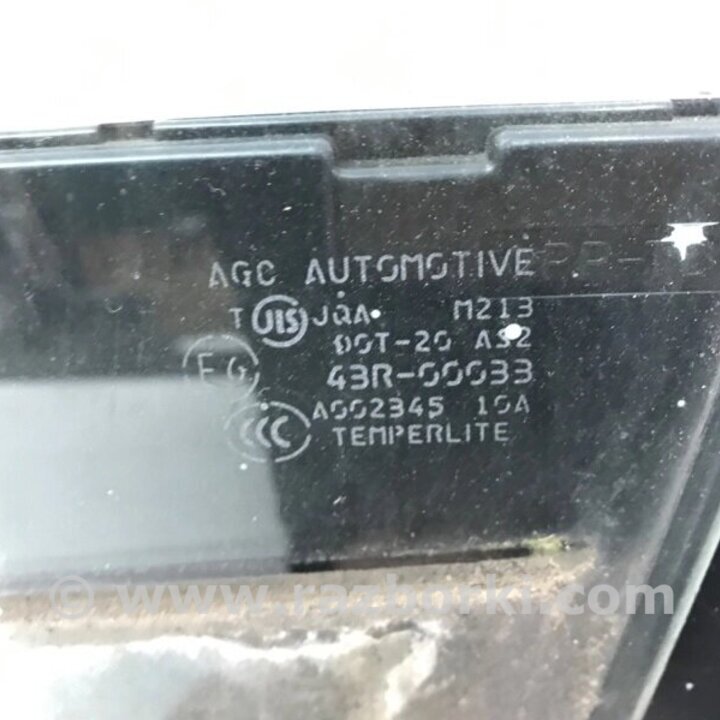 AGC AUTOMOTIVE
T JIS JQA M213
DOT-20 AS2
E6 43R-00033
CCC A002345 10A
TEMPERLITE
© www.razborki.com